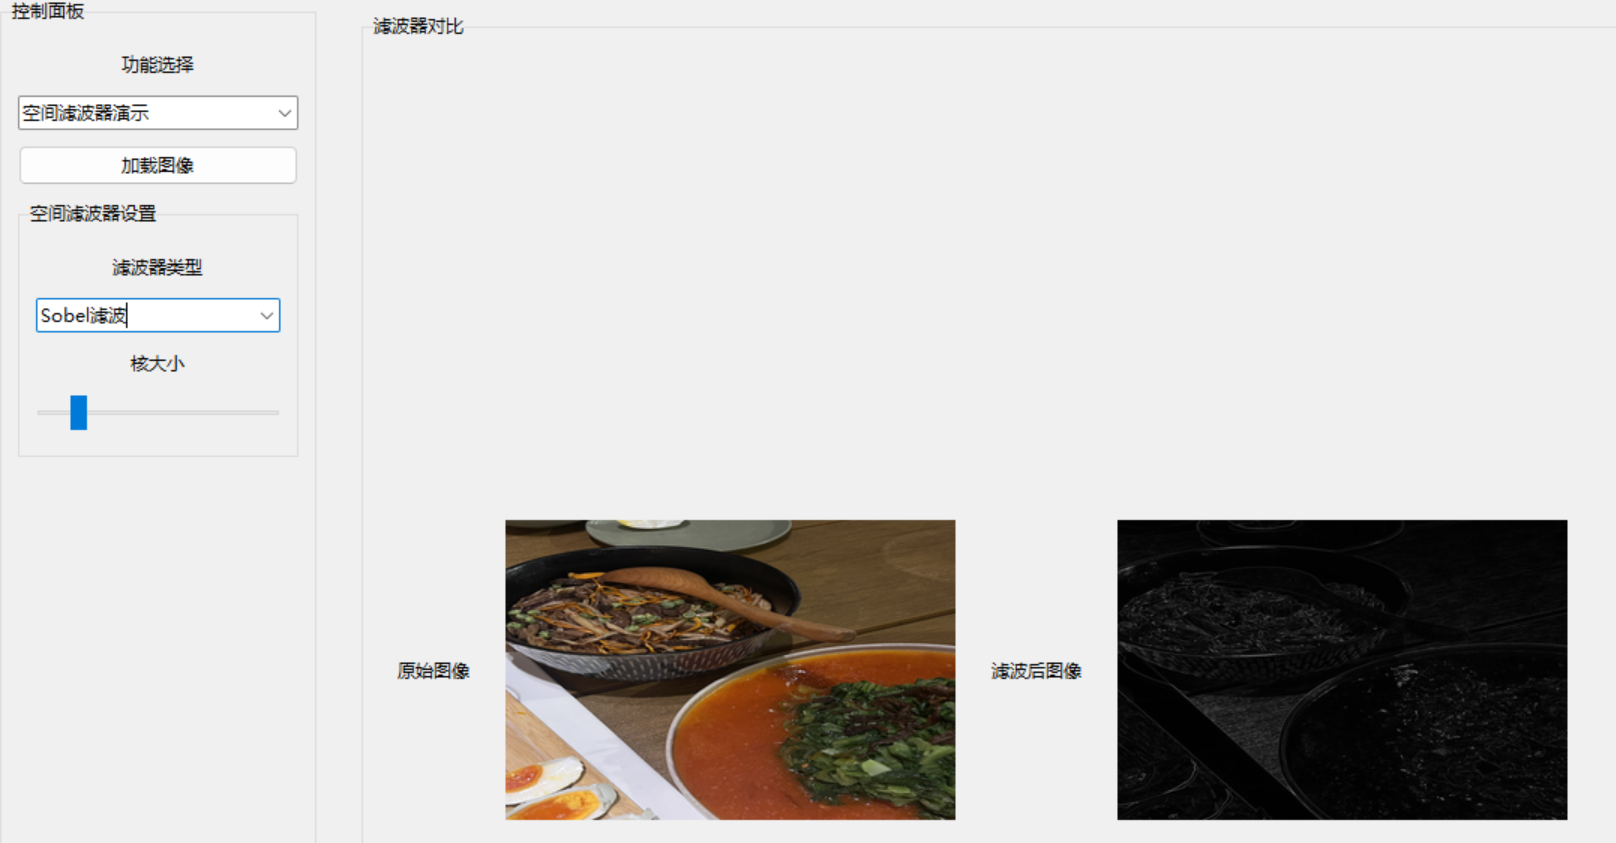 控制面板
功能选择
空间滤波器演示
加载图像
空间滤波器设置
滤波器类型
Sobel滤波
核大小
滤波器对比
原始图像
滤波后图像